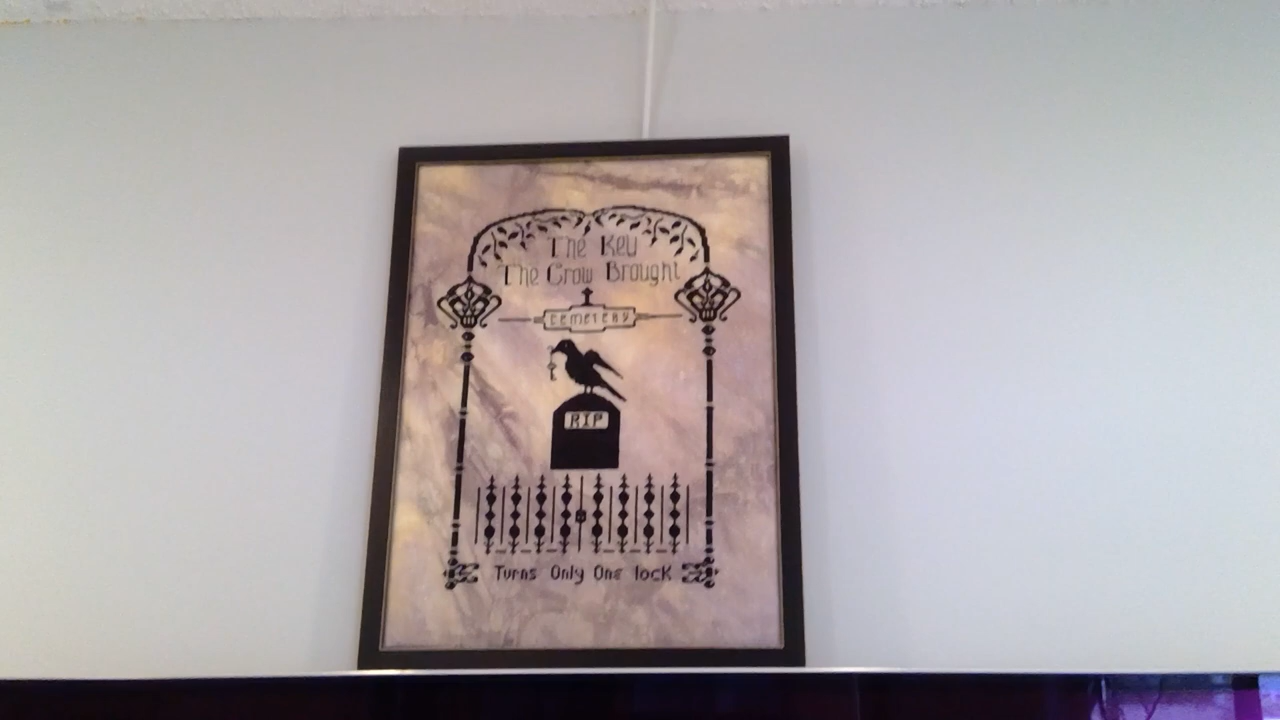 The Key
The Crow Brought
CEMETERY
RIP
Turns Only One lock